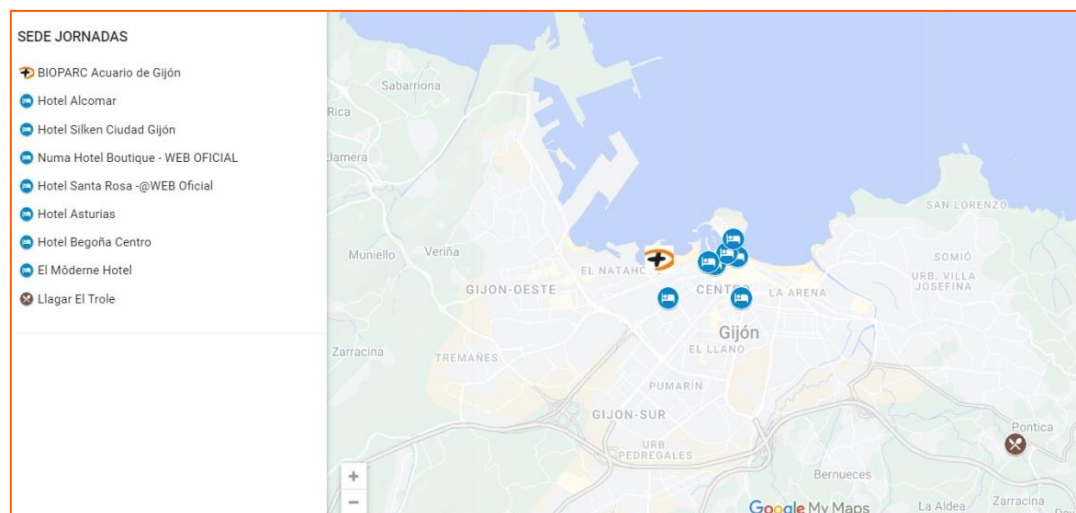 SEDE JORNADAS
BIOPARC Acuario de Gijón
Hotel Alcomar
Hotel Silken Ciudad Gijón
Numa Hotel Boutique - WEB OFICIAL
Hotel Santa Rosa -@WEB Oficial
Hotel Asturias
Hotel Begoña Centro
El Môderne Hotel
Llagar El Trole
Sabarriona
Rica
llamera
SAN LORENZO
Muniello
Veriña
EL NATAHO
SOMIÓ
URB. VILLA
JOSEFINA
GIJON-OESTE
CENTRO
LA ARENA
Gijón
EL LLANO
Zarracina
TREMAÑES
PUMARÍN
GIJON-SUR
Pontica
URB.
PEDREGALES
Bernueces
Zarracina
La Aldea
Google My Maps